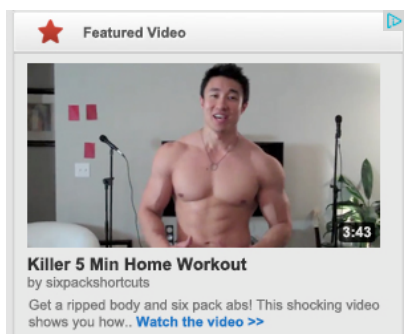 Featured Video
3:43
Killer 5 Min Home Workout
by sixpackshortcuts
Get a ripped body and six pack abs! This shocking video
shows you how.. Watch the video >>